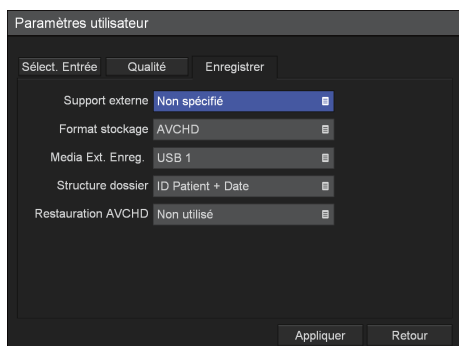 Paramètres utilisateur
Sélect. Entrée Qualité Enregistrer
Support externe Non spécifié
Format stockage AVCHD
Media Ext. Enreg. USB 1
Structure dossier ID Patient + Date
Restauration AVCHD Non utilisé
Appliquer Retour